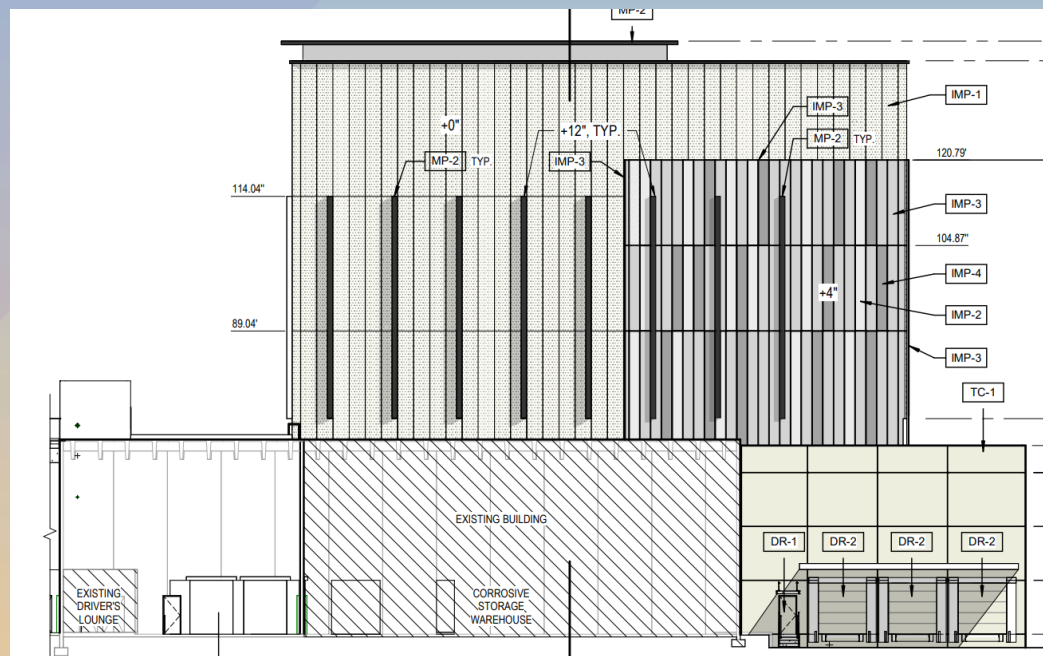 MP-2
IMP-1
IMP-3
+0"
+12", TYP.
MP-2 TYP.
MP-2 TYP.
IMP-3
120.79'
114.04"
IMP-3
104.87"
IMP-4
+4"
IMP-2
89.04'
IMP-3
TC-1
EXISTING BUILDING
DR-1
DR-2
DR-2
DR-2
EXISTING
DRIVER'S
LOUNGE
CORROSIVE
STORAGE
WAREHOUSE